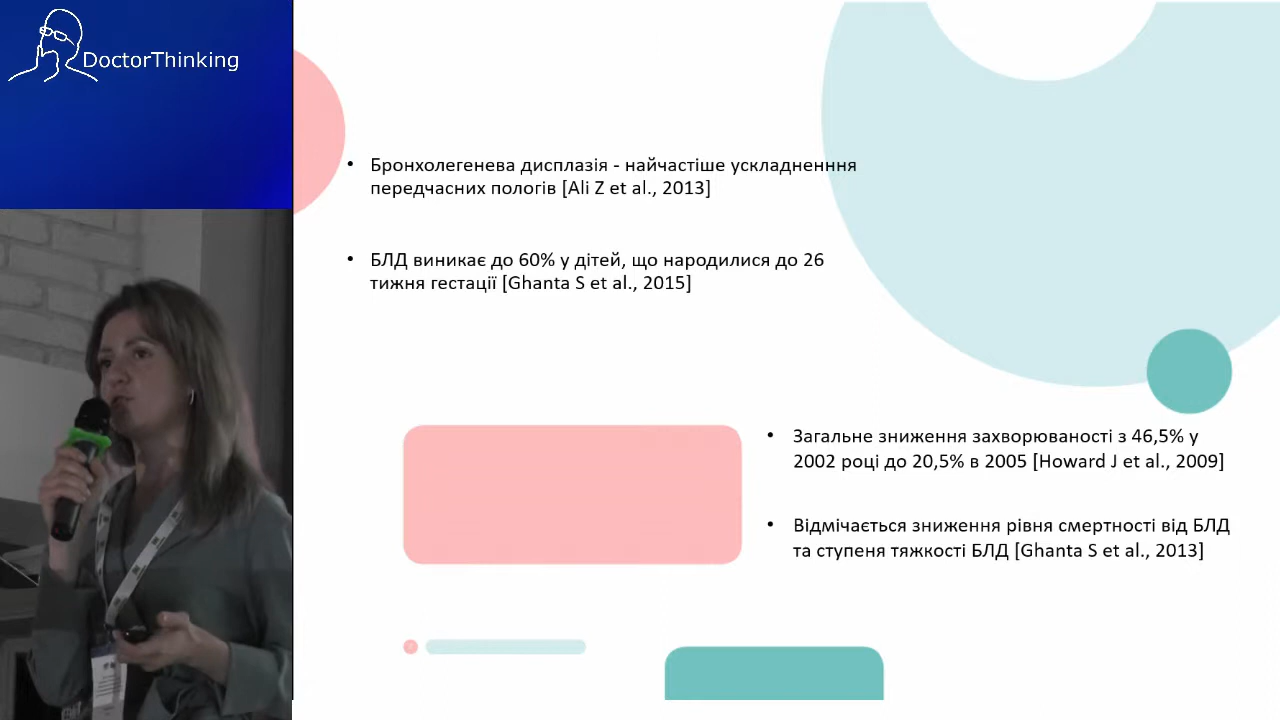 DoctorThinking
• Бронхолегенева дисплазія - найчастіше ускладненння
передчасних пологів [Ali Z et al., 2013]
• БЛД виникає до 60% у дітей, що народилися до 26
тижня гестації [Ghanta S et al., 2015]
• Загальне зниження захворюваності з 46,5% у
2002 році до 20,5% в 2005 [Howard J et al., 2009]
• Відмічається зниження рівня смертності від БЛД
та ступеня тяжкості БЛД [Ghanta S et al., 2013]